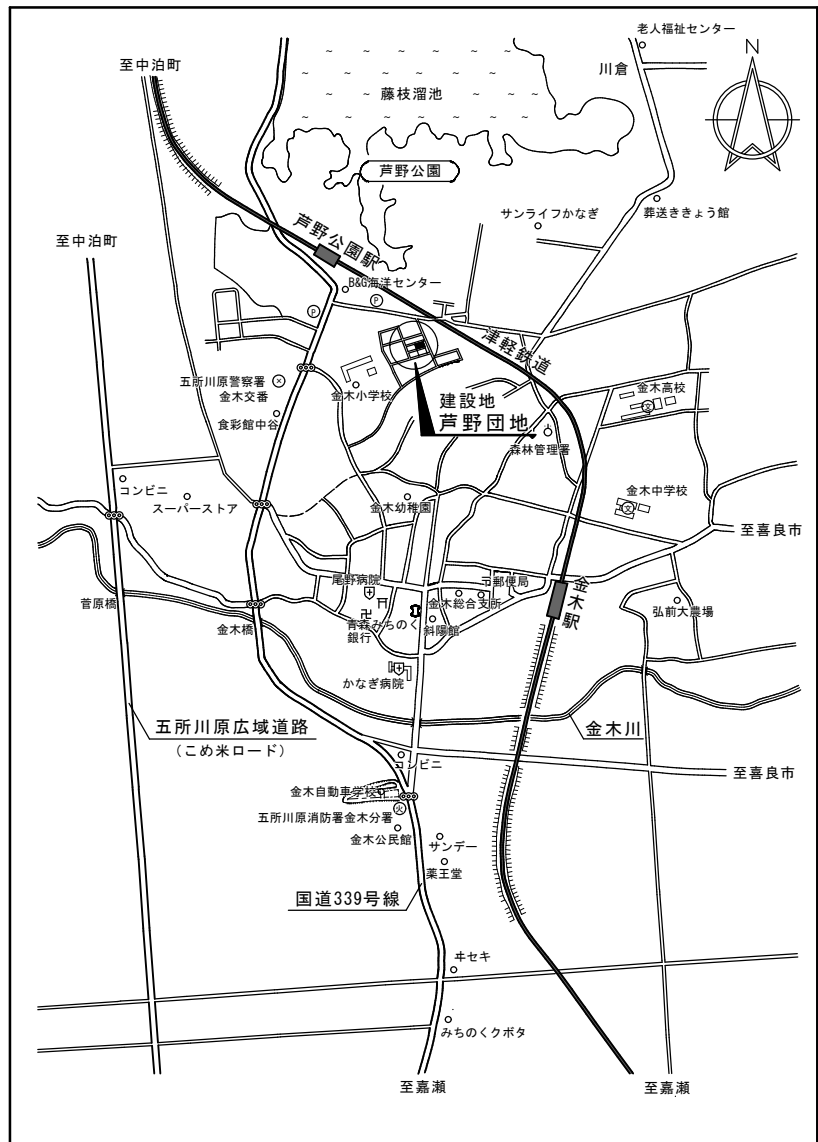 老人福祉センター
至中泊町
川倉
N
藤枝溜池
芦野公園
サンライフかなぎ
葬送ききょう館
至中泊町
芦野公園駅
B&G海洋センター
P
P
津軽鉄道
五所川原警察署
金木交番
金木小学校
建設地
芦野団地
金木高校
文
食彩館中谷
森林管理署
コンビニ
スーパーストア
金木幼稚園
金木中学校
文
至喜良市
尾野病院
〒郵便局
金木総合支所
金木駅
菅原橋
金木橋
青森みちのく
銀行
斜陽館
弘前大農場
かなぎ病院
五所川原広域道路
(こめ米ロード)
金木川
コンビニ
至喜良市
金木自動車学校
五所川原消防署金木分署
火
金木公民館
サンデー
薬王堂
国道339号線
ヰセキ
みちのくクボタ
至嘉瀬
至嘉瀬